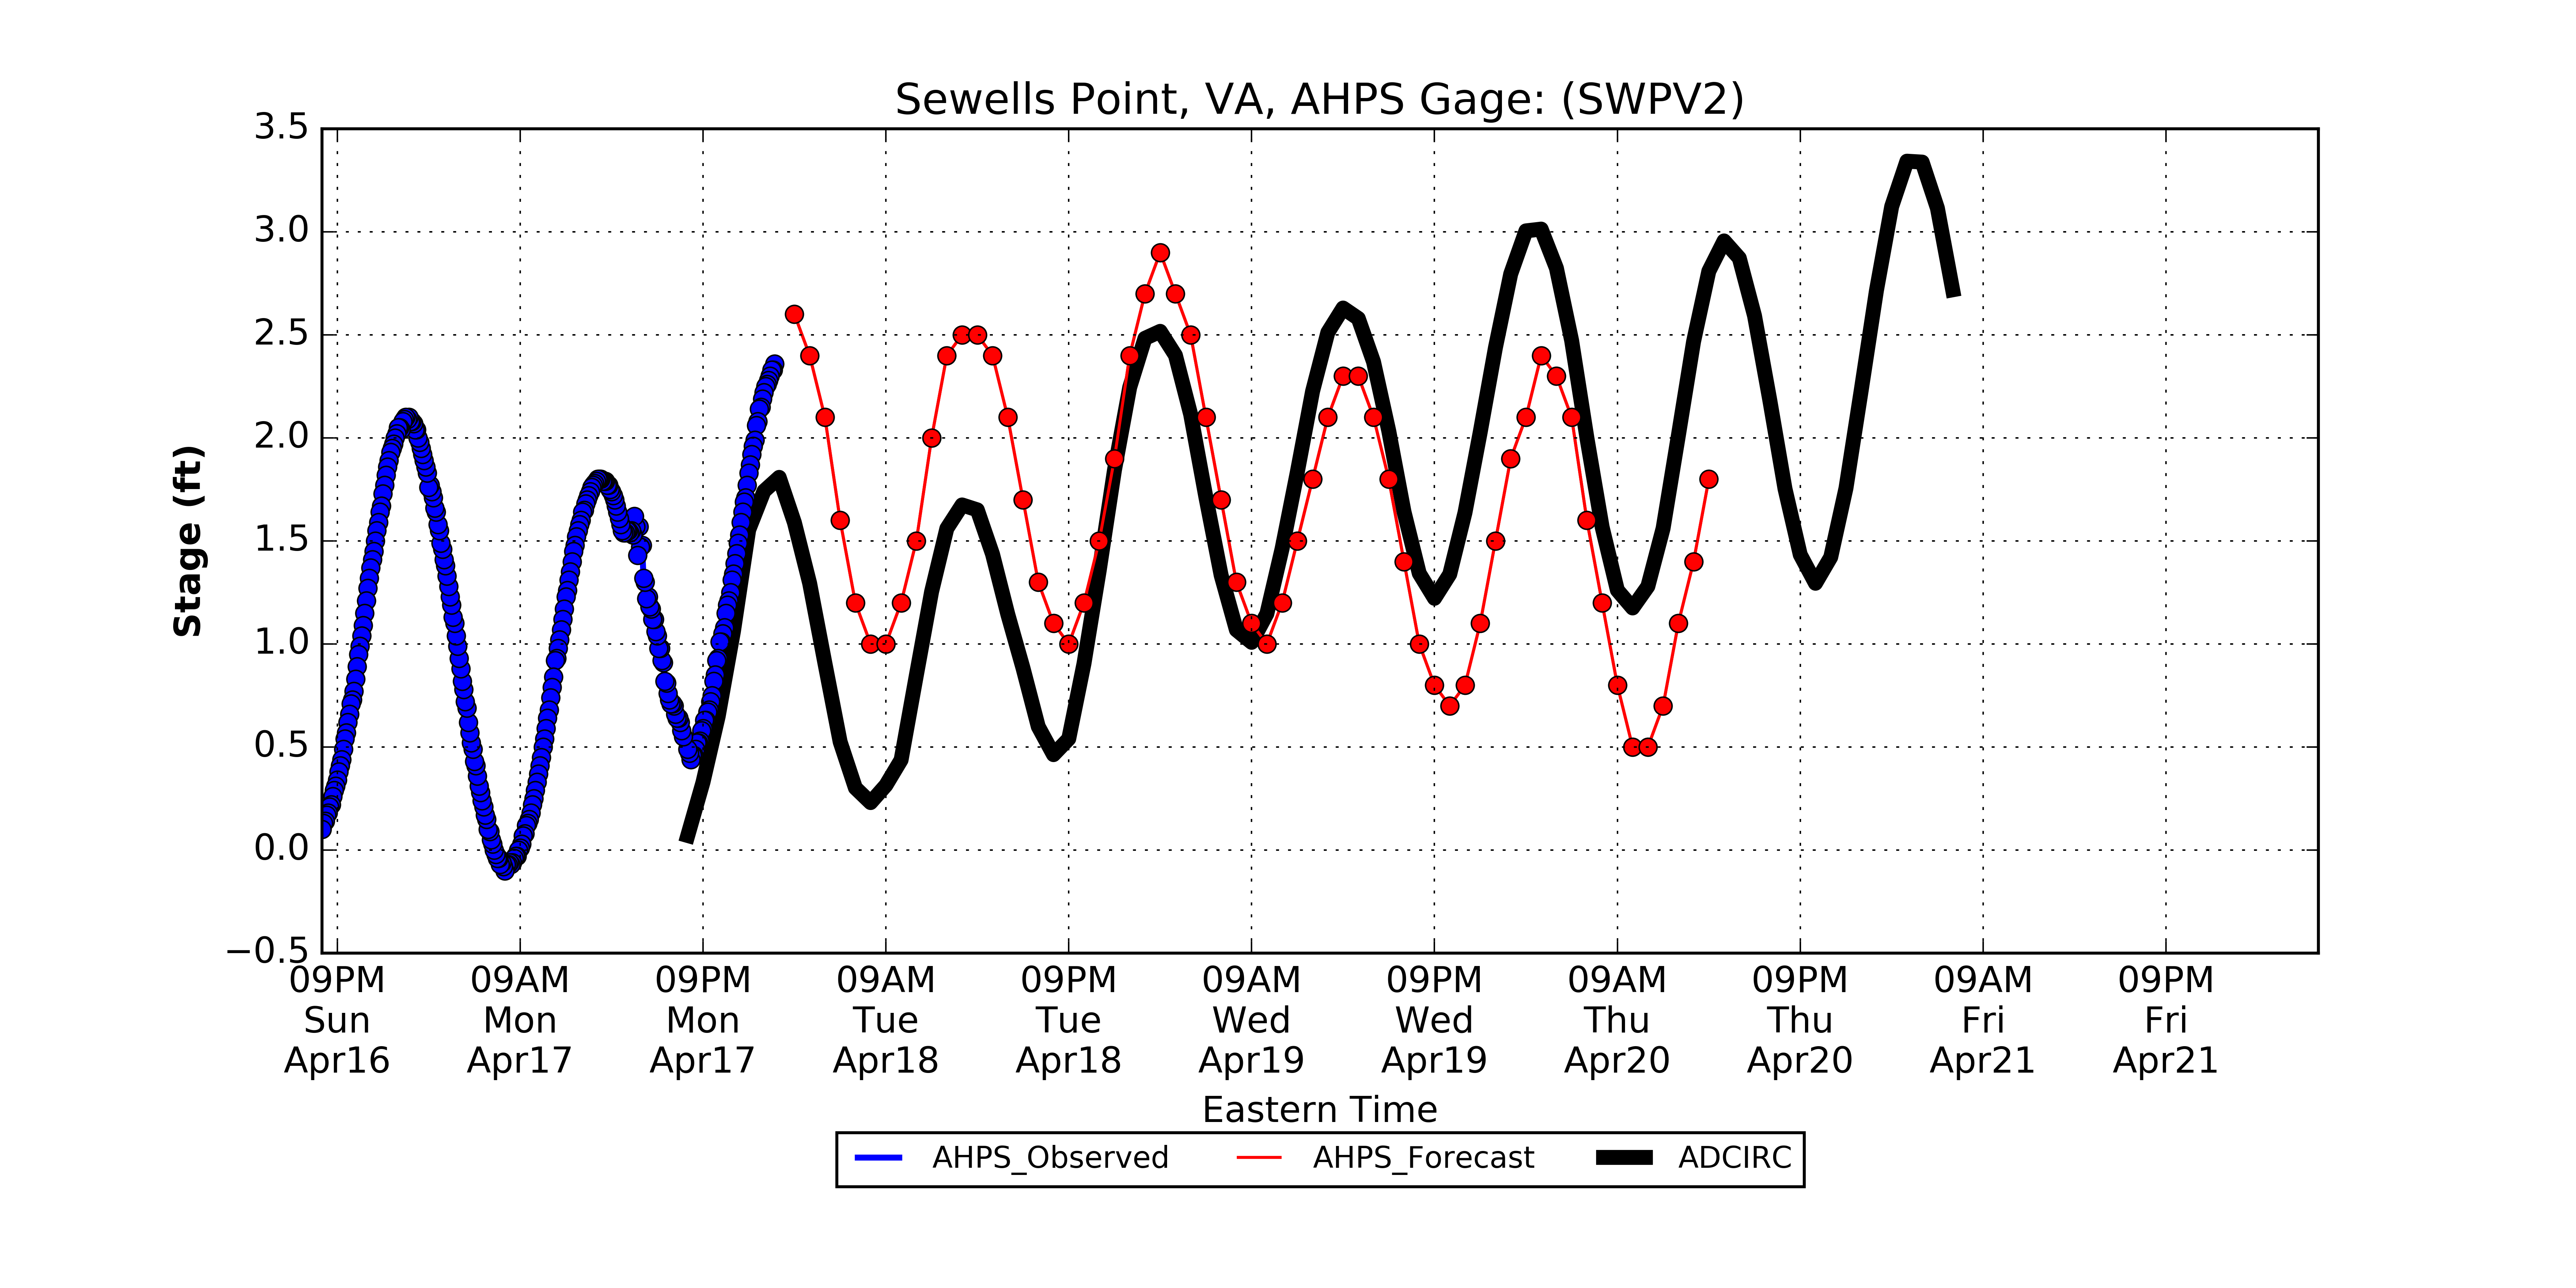 Sewells Point, VA, AHPS Gage: (SWPV2)
3.5
3.0
2.5
2.0
1.5
1.0
0.5
0.0
−0.5
Stage (ft)
09PM 09AM 09PM 09AM 09PM 09AM 09PM 09AM 09PM 09AM 09PM
Sun Mon Mon Tue Tue Wed Wed Thu Thu Fri Fri
Apr16 Apr17 Apr17 Apr18 Apr18 Apr19 Apr19 Apr20 Apr20 Apr21 Apr21
Eastern Time
AHPS_Observed AHPS_Forecast ADCIRC